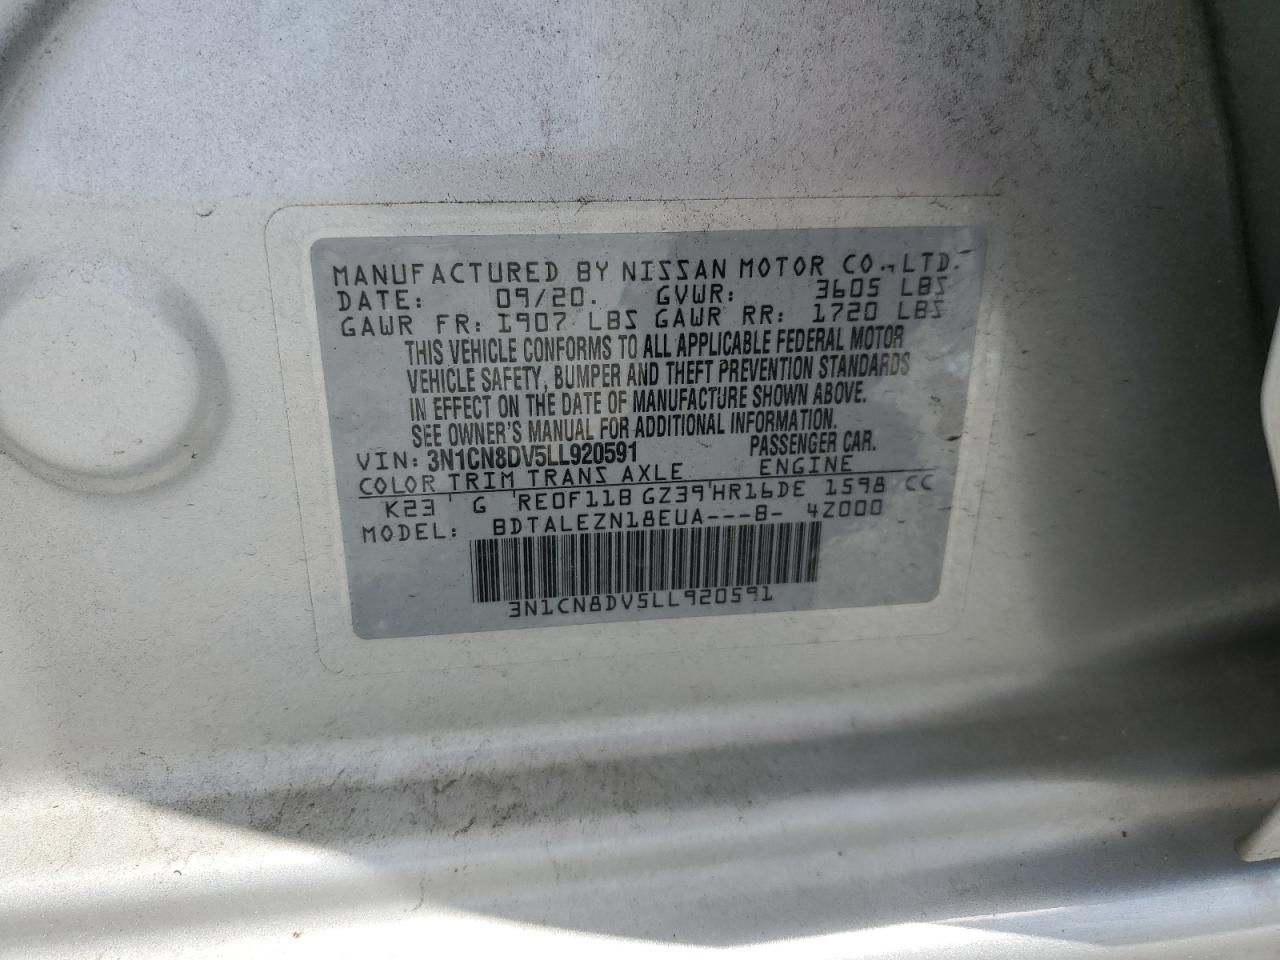 MANUFACTURED BY NISSAN MOTOR CO., LTD.
DATE: 09/20. GVWR: 3605 LBS
GAWR FR: 1907 LBS GAWR RR: 1720 LBS
THIS VEHICLE CONFORMS TO ALL APPLICABLE FEDERAL MOTOR
VEHICLE SAFETY, BUMPER AND THEFT PREVENTION STANDARDS
IN EFFECT ON THE DATE OF MANUFACTURE SHOWN ABOVE.
SEE OWNER'S MANUAL FOR ADDITIONAL INFORMATION.
VIN: 3N1CN8DV5LL920591 PASSENGER CAR.
COLOR TRIM TRANS AXLE ENGINE
K23 G RE0F11B GZ39 HR16DE 1598 CC
MODEL: BDTALEZN18EUA---B- 4Z000
3N1CN8DV5LL920591